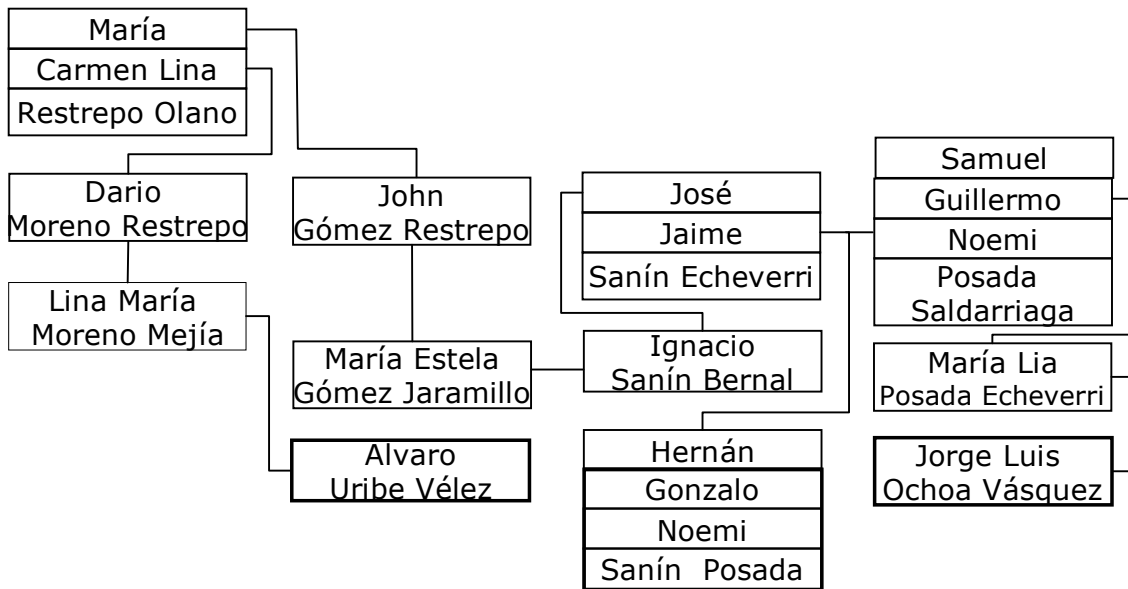 María
Carmen Lina
Restrepo Olano
Dario
Moreno Restrepo
Lina María
Moreno Mejía
John
Gómez Restrepo
María Estela
Gómez Jaramillo
Alvaro
Uribe Vélez
José
Jaime
Sanín Echeverri
Ignacio
Sanín Bernal
Hernán
Gonzalo
Noemi
Sanín Posada
Samuel
Guillermo
Noemi
Posada
Saldarriaga
María Lia
Posada Echeverri
Jorge Luis
Ochoa Vásquez